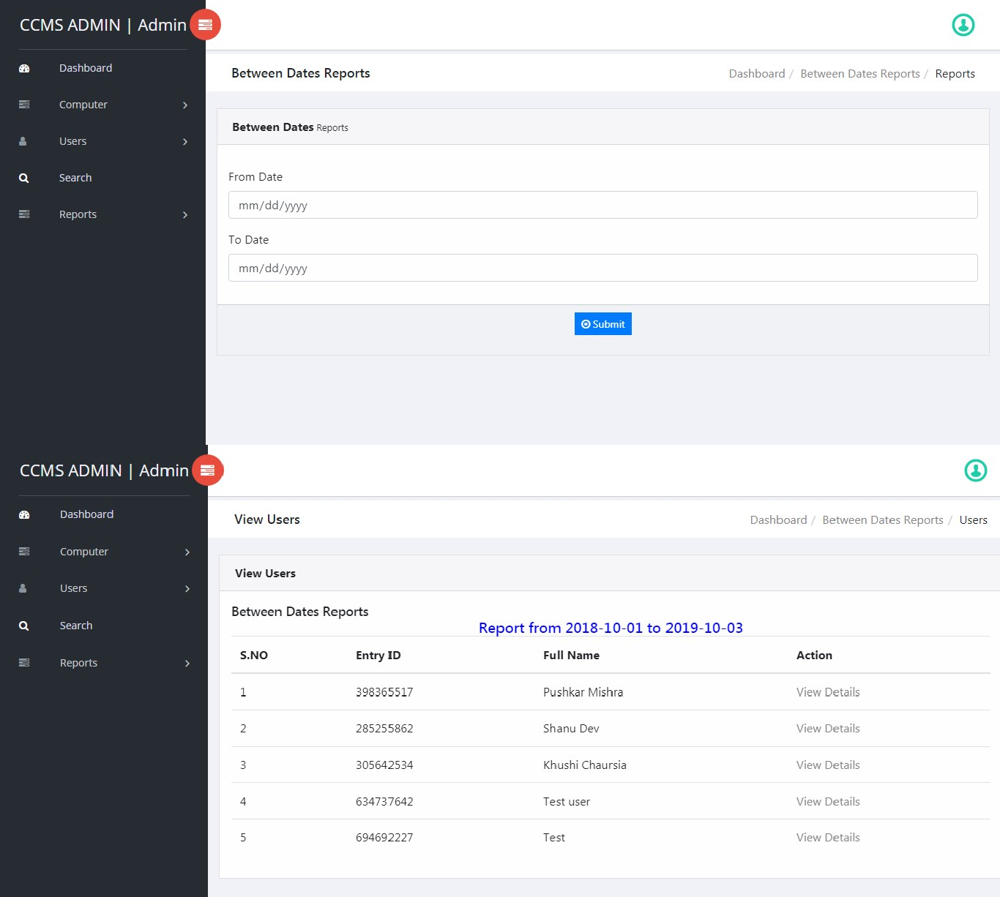 CCMS ADMIN | Admin
Dashboard
Computer
Users
Search
Reports
Between Dates Reports
Dashboard / Between Dates Reports / Reports
Between Dates Reports
From Date
mm/dd/yyyy
To Date
mm/dd/yyyy
Submit
CCMS ADMIN | Admin
Dashboard
Computer
Users
Search
Reports
View Users
Dashboard / Between Dates Reports / Users
View Users
Between Dates Reports
Report from 2018-10-01 to 2019-10-03
S.NO Entry ID Full Name Action
1 398365517 Pushkar Mishra View Details
2 285255862 Shanu Dev View Details
3 305642534 Khushi Chaursia View Details
4 634737642 Test user View Details
5 694692227 Test View Details